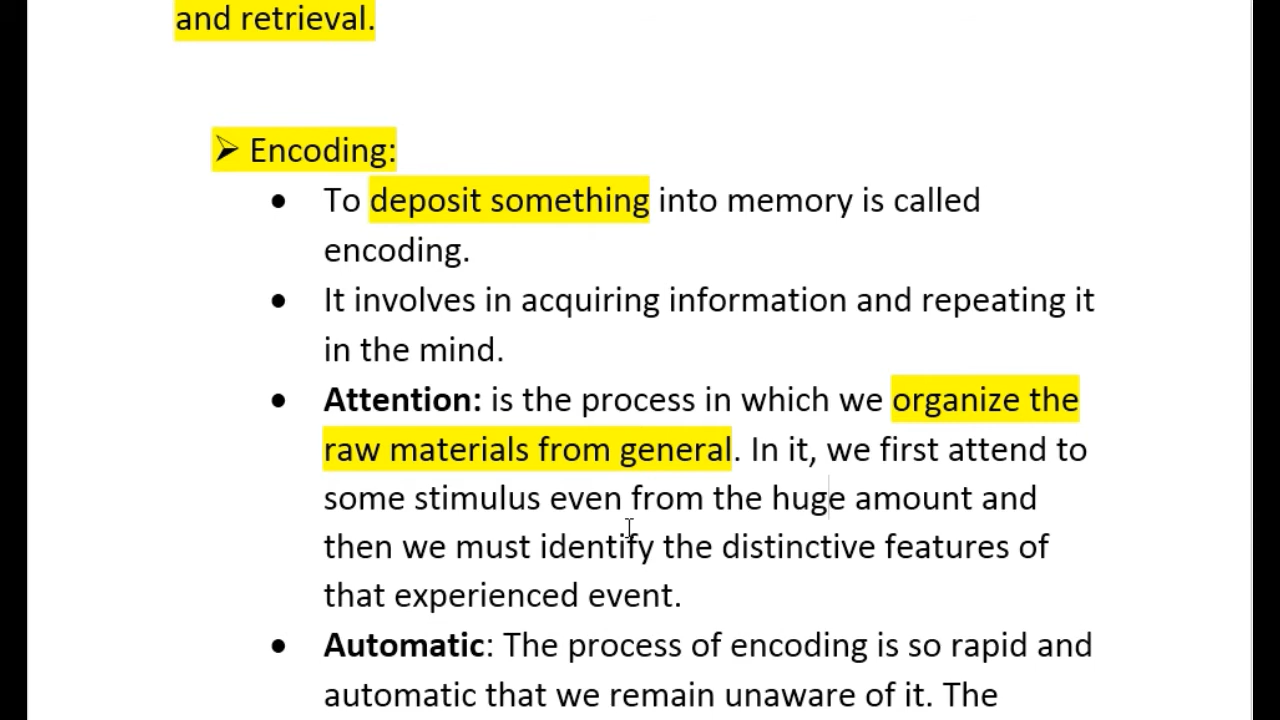 and retrieval.
➢ Encoding:
• To deposit something into memory is called
encoding.
• It involves in acquiring information and repeating it
in the mind.
• Attention: is the process in which we organize the
raw materials from general. In it, we first attend to
some stimulus even from the huge amount and
then we must identify the distinctive features of
that experienced event.
• Automatic: The process of encoding is so rapid and
automatic that we remain unaware of it. The